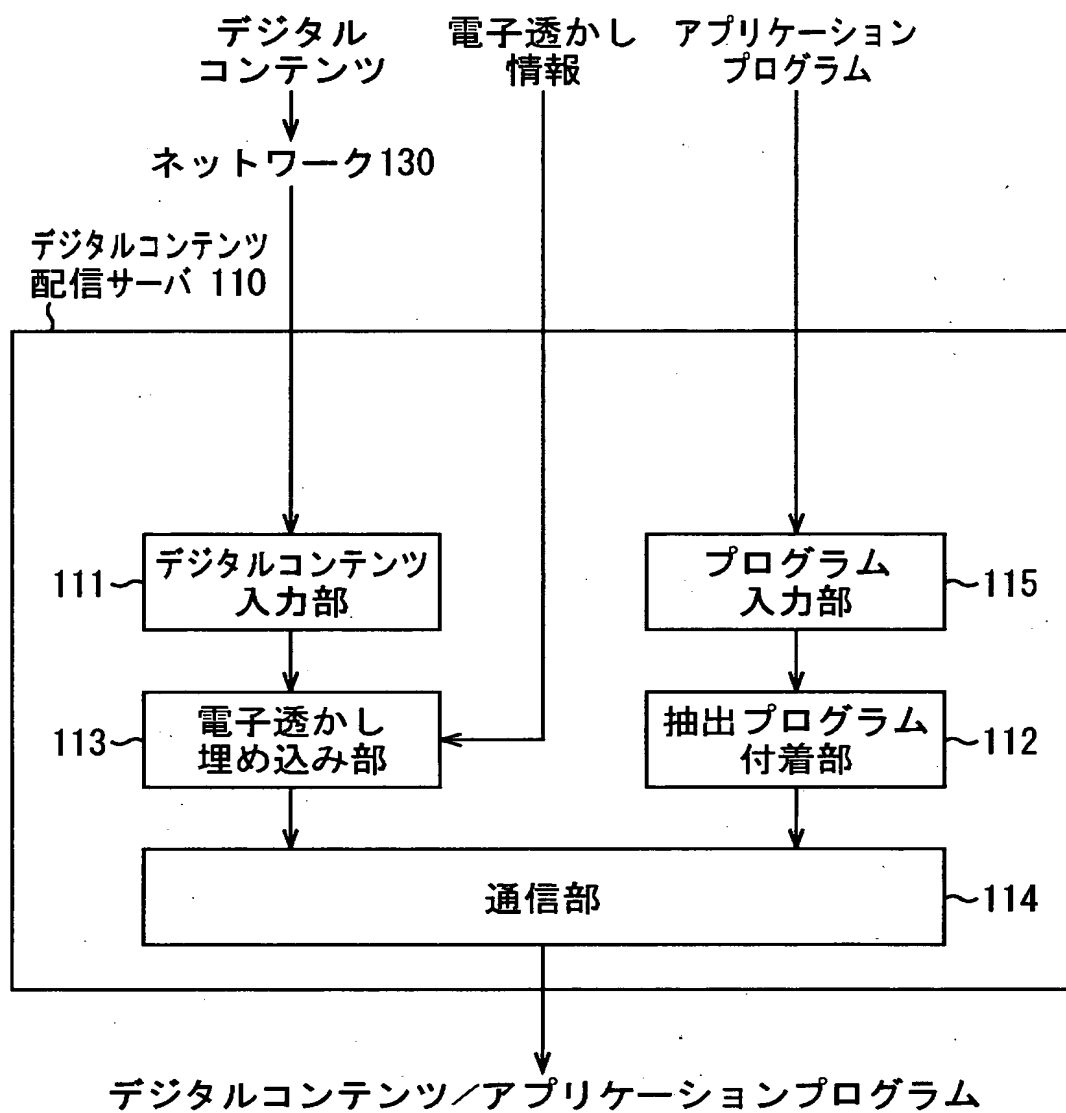 デジタル
コンテンツ
電子透かし
情報
アプリケーション
プログラム
ネットワーク130
デジタルコンテンツ
配信サーバ 110
デジタルコンテンツ
入力部
111
プログラム
入力部
115
電子透かし
埋め込み部
113
抽出プログラム
付着部
112
通信部
114
デジタルコンテンツ/アプリケーションプログラム